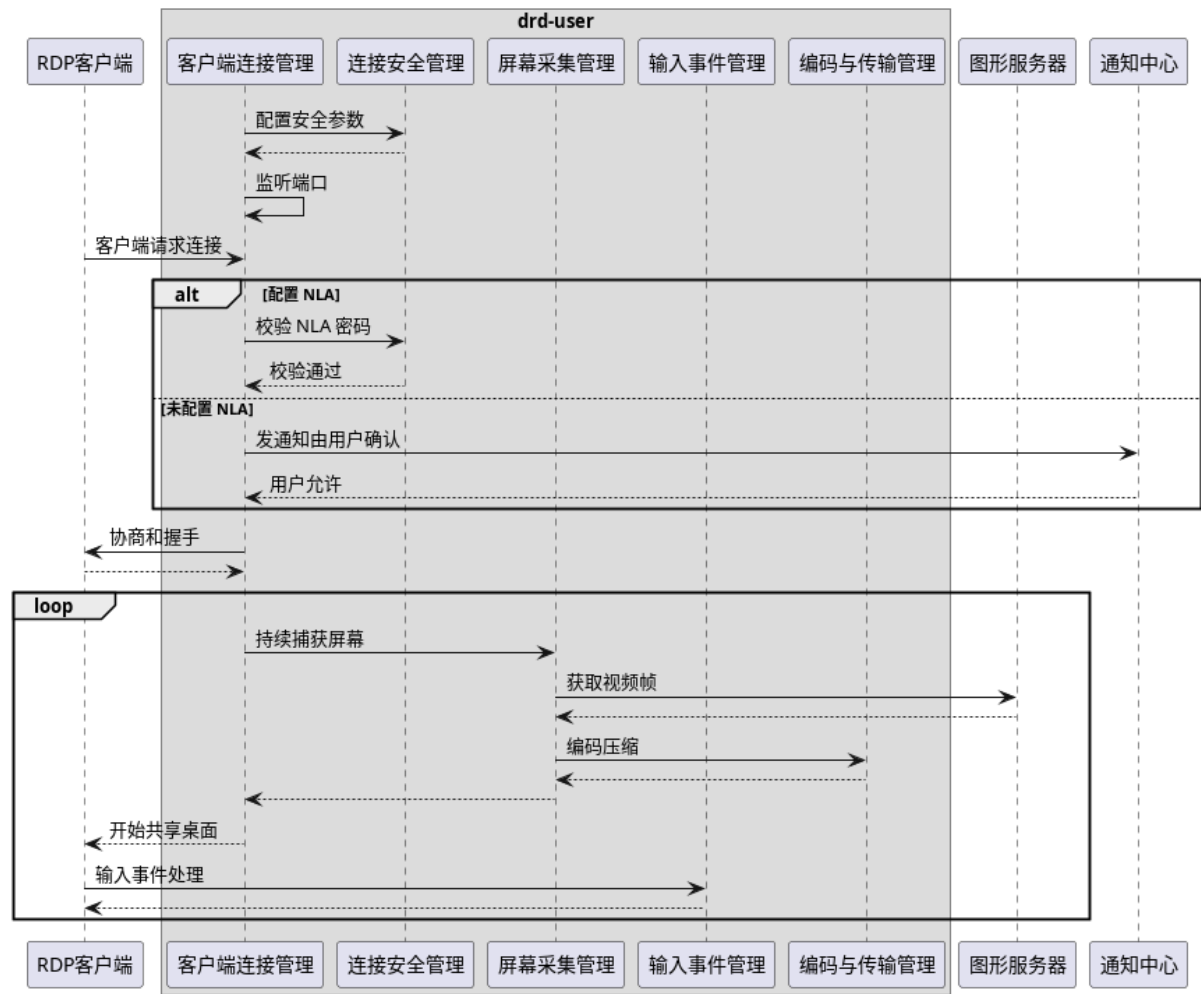 drd-user
RDP客户端 客户端连接管理 连接安全管理 屏幕采集管理 输入事件管理 编码与传输管理 图形服务器 通知中心
配置安全参数
监听端口
客户端请求连接
alt [配置 NLA]
校验 NLA 密码
校验通过
[未配置 NLA]
发通知由用户确认
用户允许
协商和握手
loop
持续捕获屏幕
获取视频帧
编码压缩
开始共享桌面
输入事件处理
RDP客户端 客户端连接管理 连接安全管理 屏幕采集管理 输入事件管理 编码与传输管理 图形服务器 通知中心